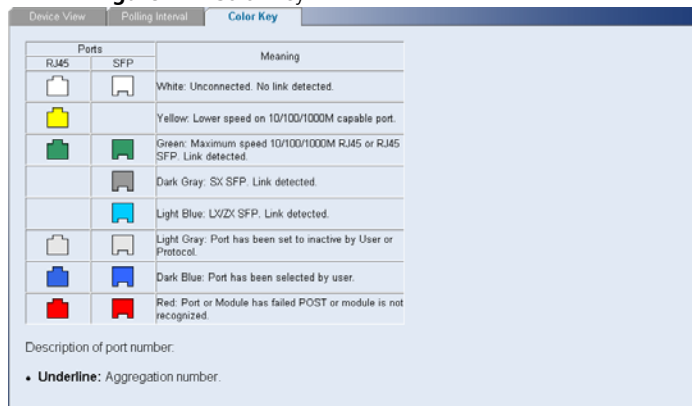 Device View Polling Interval Color Key
Ports Meaning
RJ45 SFP
White: Unconnected. No link detected.
Yellow: Lower speed on 10/100/1000M capable port.
Green: Maximum speed 10/100/1000M RJ45 or RJ45
SFP. Link detected.
Dark Gray: SX SFP. Link detected.
Light Blue: LX/ZX SFP. Link detected.
Light Gray: Port has been set to inactive by User or
Protocol.
Dark Blue: Port has been selected by user.
Red: Port or Module has failed POST or module is not
recognized.
Description of port number:
• Underline: Aggregation number.